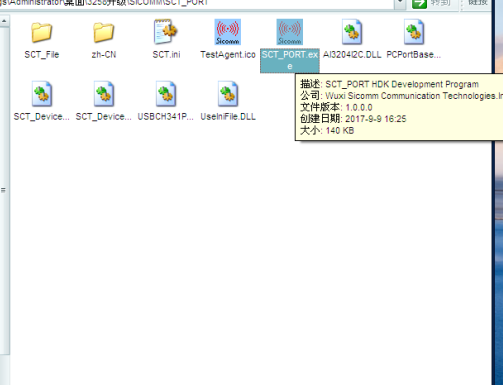 gs\Administrator\桌面\3258升级\SICOMM\SCT_PORT
转到
链接
SCT_File
zh-CN
SCT.ini
TestAgent.ico
SCT_PORT.ex
e
AI3204I2C.DLL
PCPortBase...
SCT_Device...
SCT_Device...
USBCH341P...
UseIniFile.DLL
Sicomm
Sicomm
描述: SCT_PORT HDK Development Program
公司: Wuxi Sicomm Communication Technologies.In
文件版本: 1.0.0.0
创建日期: 2017-9-9 16:25
大小: 140 KB